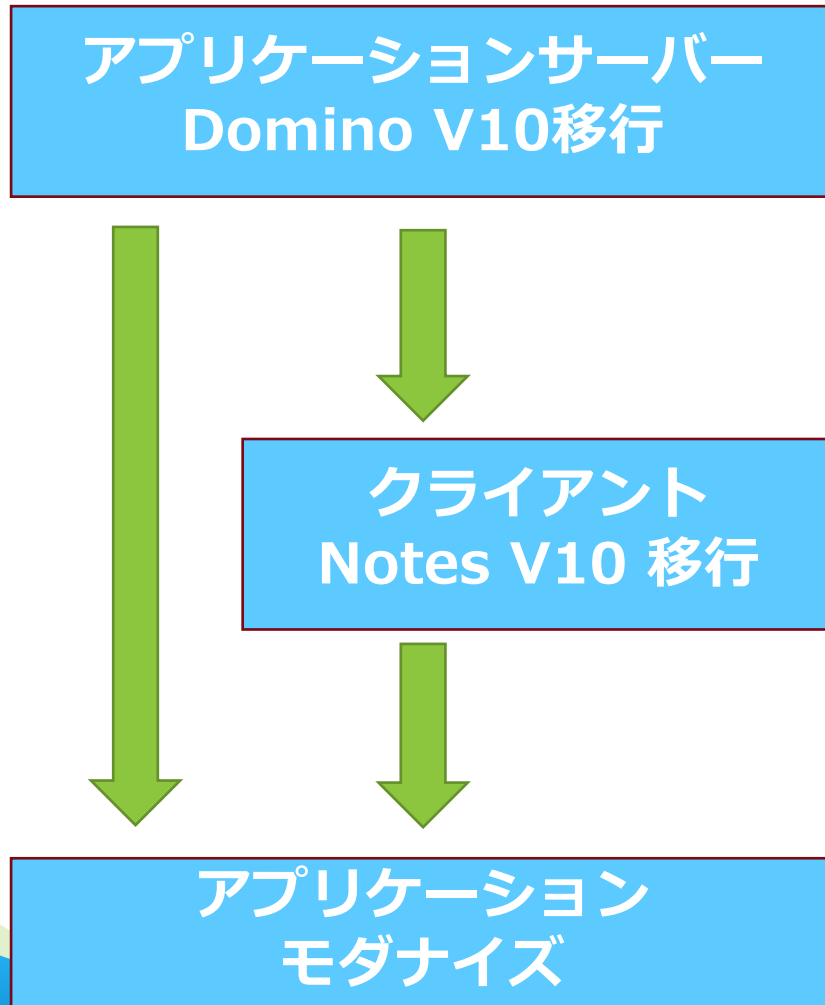 アプリケーションサーバー
Domino V10移行
クライアント
Notes V10 移行
アプリケーション
モダナイズ